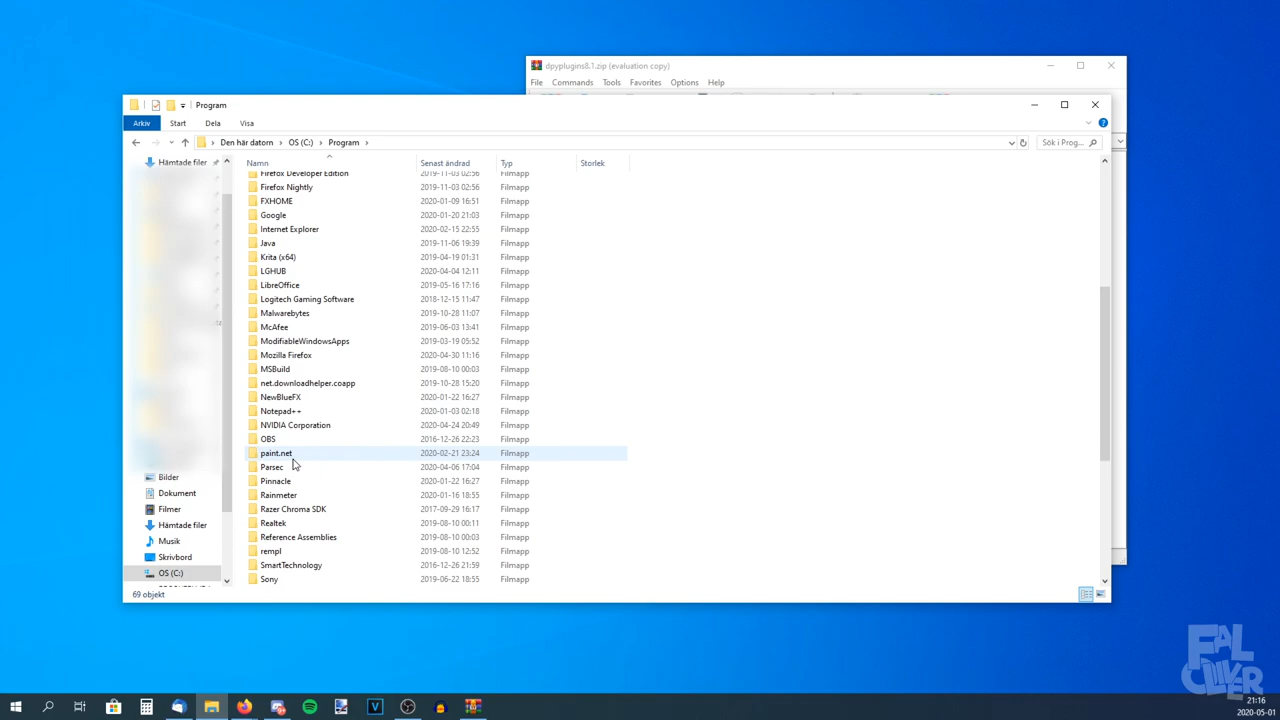 dpyplugins8.1.zip (evaluation copy)
File Commands Tools Favorites Options Help
Program
Arkiv Start Dela Visa
Den här datorn OS (C:) Program
Sök i Prog...
Hämtade filer
Namn Senast ändrad Typ Storlek
Firefox Developer Edition 2019-11-03 02:56 Filmapp
Firefox Nightly 2019-11-03 02:56 Filmapp
FXHOME 2020-01-09 16:51 Filmapp
Google 2020-01-20 21:03 Filmapp
Internet Explorer 2020-02-15 22:55 Filmapp
Java 2019-11-06 19:39 Filmapp
Krita (x64) 2019-04-19 01:31 Filmapp
LGHUB 2020-04-04 12:11 Filmapp
LibreOffice 2019-05-16 17:16 Filmapp
Logitech Gaming Software 2018-12-15 11:47 Filmapp
Malwarebytes 2019-10-28 11:07 Filmapp
McAfee 2019-06-03 13:41 Filmapp
ModifiableWindowsApps 2019-03-19 05:52 Filmapp
Mozilla Firefox 2020-04-30 11:16 Filmapp
MSBuild 2019-08-10 00:03 Filmapp
net.downloadhelper.coapp 2019-10-28 15:20 Filmapp
NewBlueFX 2020-01-22 16:27 Filmapp
Notepad++ 2020-01-03 02:18 Filmapp
NVIDIA Corporation 2020-04-24 20:49 Filmapp
OBS 2016-12-26 22:23 Filmapp
paint.net 2020-02-21 23:24 Filmapp
Parsec 2020-04-06 17:04 Filmapp
Pinnacle 2020-01-22 16:27 Filmapp
Rainmeter 2020-01-16 18:55 Filmapp
Razer Chroma SDK 2017-09-29 16:17 Filmapp
Realtek 2019-08-10 00:11 Filmapp
Reference Assemblies 2019-08-10 00:03 Filmapp
rempl 2019-08-10 12:52 Filmapp
SmartTechnology 2016-12-26 21:59 Filmapp
Sony 2019-06-22 18:55 Filmapp
Bilder
Dokument
Filmer
Hämtade filer
Musik
Skrivbord
OS (C:)
69 objekt
21:16
2020-05-01